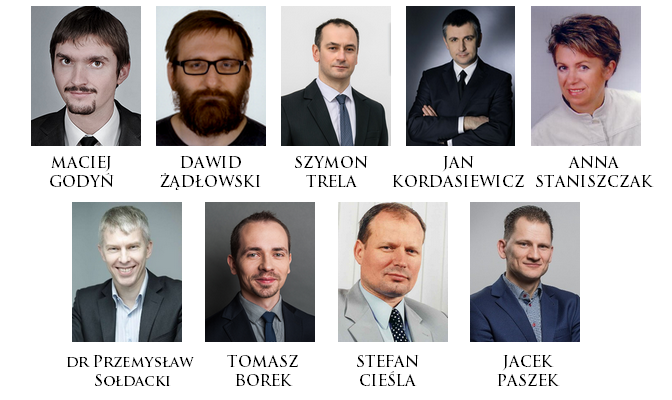 MACIEJ
GODYŃ
DAWID
ŻĄDŁOWSKI
SZYMON
TRELA
JAN
KORDASIEWICZ
ANNA
STANISZCZAK
DR PRZEMYSŁAW
SOŁDACKI
TOMASZ
BOREK
STEFAN
CIEŚLA
JACEK
PASZEK